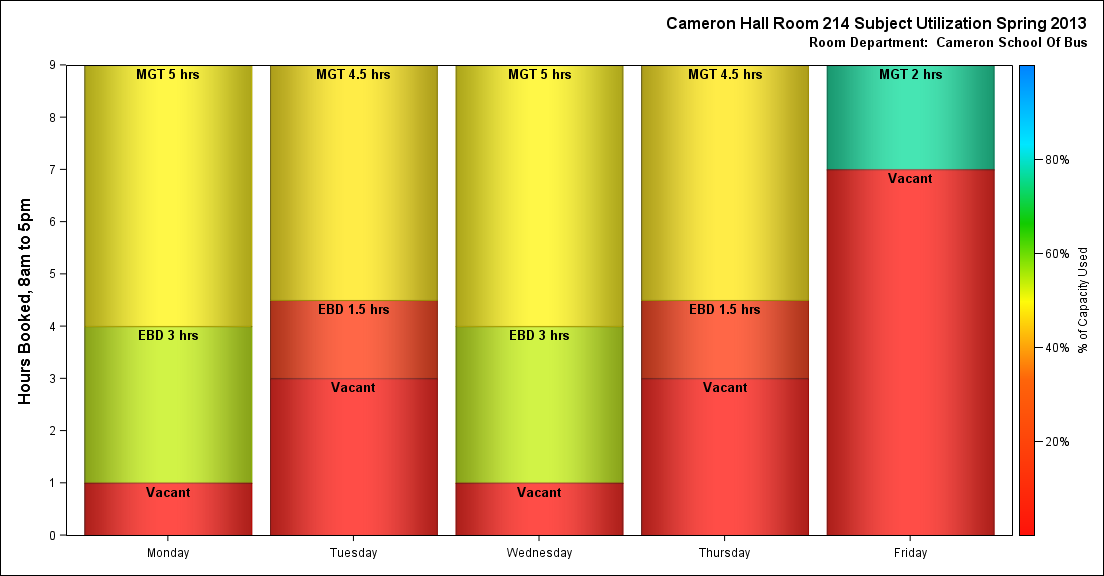 Cameron Hall Room 214 Subject Utilization Spring 2013
Room Department:  Cameron School Of Bus
Hours Booked, 8am to 5pm
9
8
7
6
5
4
3
2
1
0
MGT 5 hrs
EBD 3 hrs
Vacant
MGT 4.5 hrs
EBD 1.5 hrs
Vacant
MGT 5 hrs
EBD 3 hrs
Vacant
MGT 4.5 hrs
EBD 1.5 hrs
Vacant
MGT 2 hrs
Vacant
Monday
Tuesday
Wednesday
Thursday
Friday
80%
60%
40%
20%
% of Capacity Used